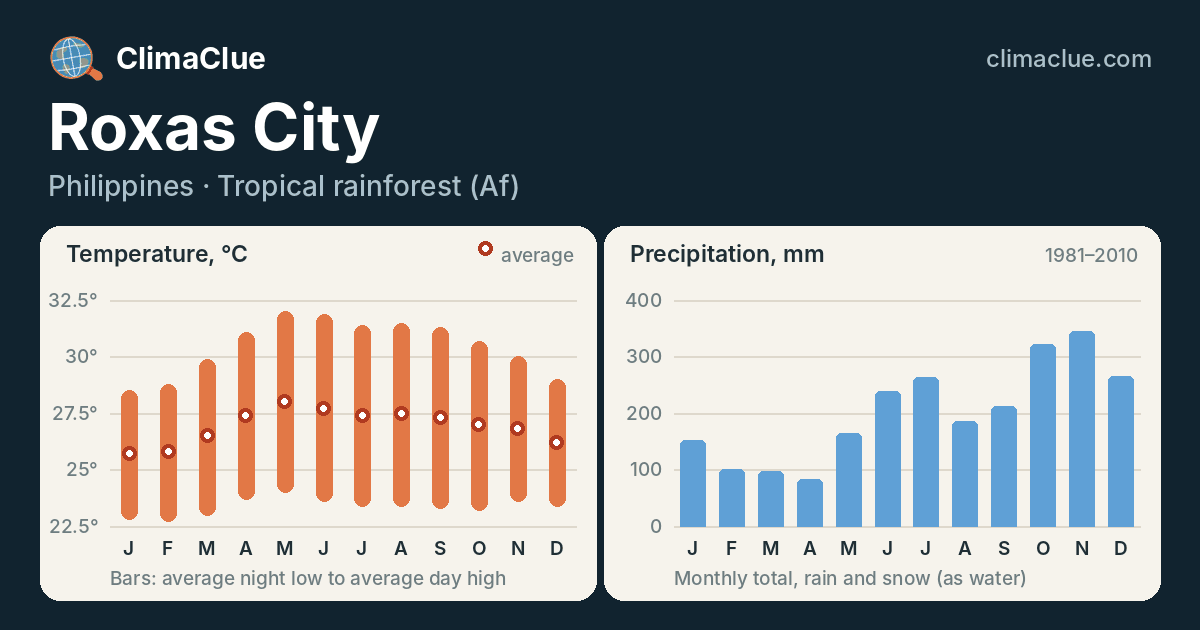 ClimaClue
climaclue.com
Roxas City
Philippines · Tropical rainforest (Af)
Temperature, °C
average
32.5°
30°
27.5°
25°
22.5°
J F M A M J J A S O N D
Bars: average night low to average day high
Precipitation, mm
1981–2010
400
300
200
100
0
J F M A M J J A S O N D
Monthly total, rain and snow (as water)